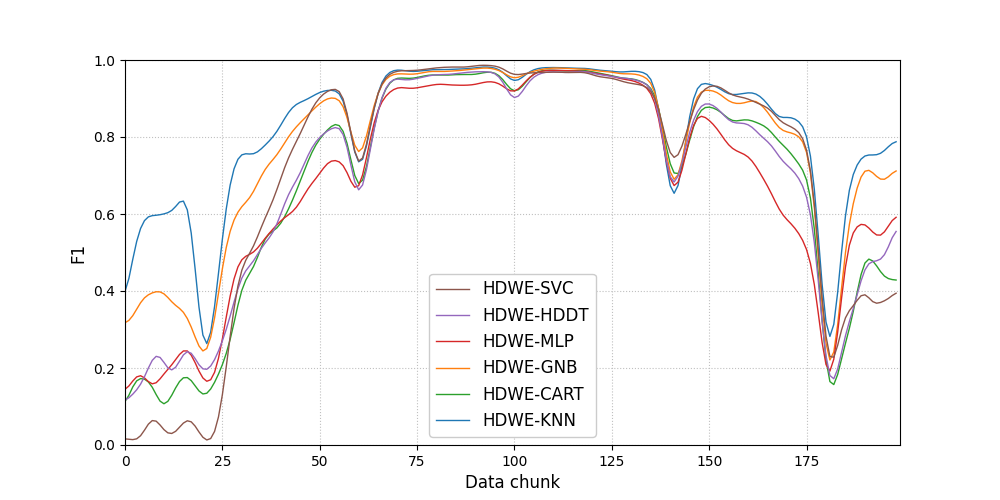 1.0
0.8
0.6
0.4
0.2
0.0
F1
HDWE-SVC
HDWE-HDDT
HDWE-MLP
HDWE-GNB
HDWE-CART
HDWE-KNN
0 25 50 75 100 125 150 175
Data chunk